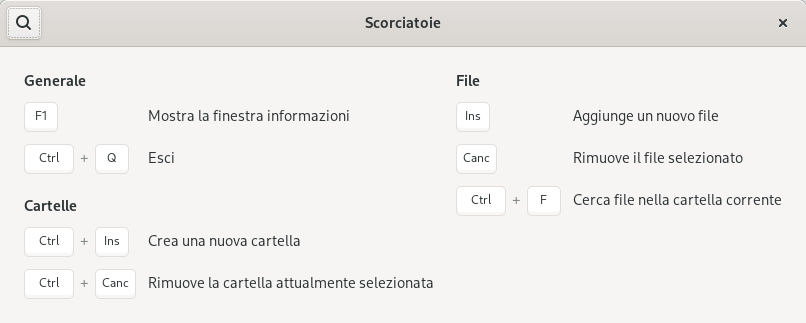 Scorciatoie
Generale
F1 Mostra la finestra informazioni
Ctrl + Q Esci
Cartelle
Ctrl + Ins Crea una nuova cartella
Ctrl + Canc Rimuove la cartella attualmente selezionata
File
Ins Aggiunge un nuovo file
Canc Rimuove il file selezionato
Ctrl + F Cerca file nella cartella corrente